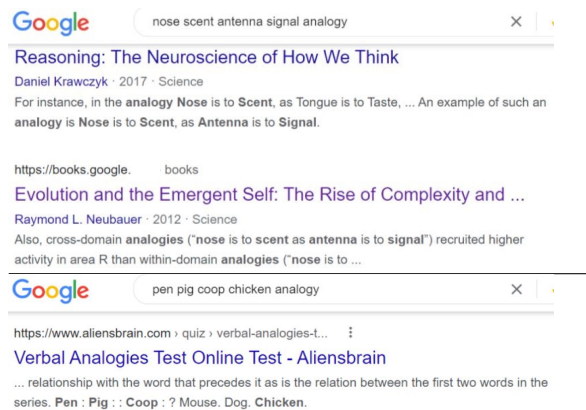 Google nose scent antenna signal analogy
Reasoning: The Neuroscience of How We Think
Daniel Krawczyk · 2017 · Science
For instance, in the analogy Nose is to Scent, as Tongue is to Taste, ... An example of such an
analogy is Nose is to Scent, as Antenna is to Signal.
https://books.google. books
Evolution and the Emergent Self: The Rise of Complexity and ...
Raymond L. Neubauer · 2012 · Science
Also, cross-domain analogies (“nose is to scent as antenna is to signal”) recruited higher
activity in area R than within-domain analogies (“nose is to ...
Google pen pig coop chicken analogy
https://www.aliensbrain.com › quiz › verbal-analogies-t...
Verbal Analogies Test Online Test - Aliensbrain
... relationship with the word that precedes it as is the relation between the first two words in the
series. Pen : Pig : : Coop : ? Mouse. Dog. Chicken.